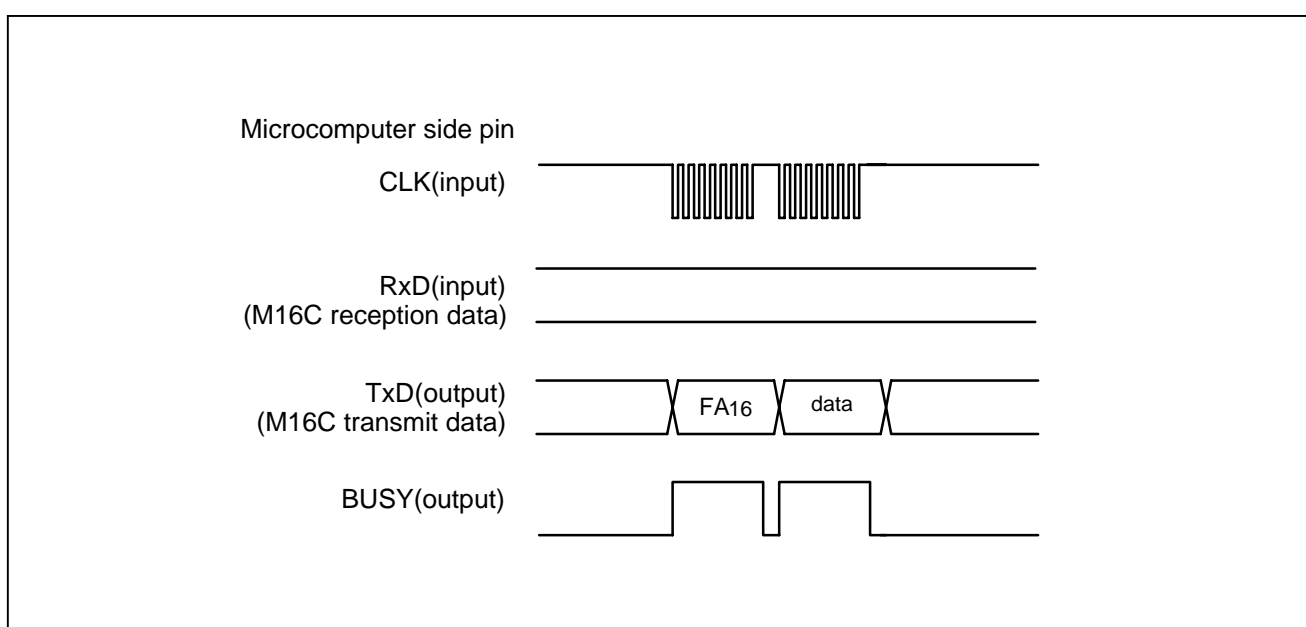 Microcomputer side pin
CLK(input)
RxD(input)
(M16C reception data)
TxD(output)
(M16C transmit data)
FA16
data
BUSY(output)